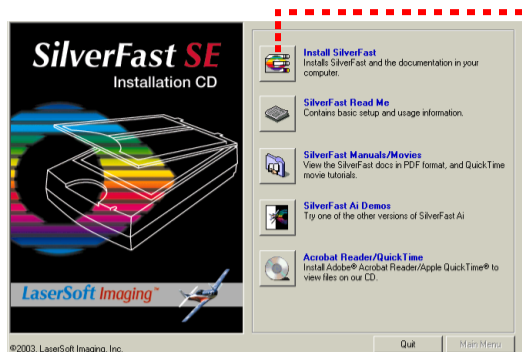 SilverFast SE
Installation CD
LaserSoft Imaging™
©2003, LaserSoft Imaging, Inc.
Install SilverFast
Installs SilverFast and the documentation in your
computer.
SilverFast Read Me
Contains basic setup and usage information.
SilverFast Manuals/Movies
View the SilverFast docs in PDF format, and QuickTime
movie tutorials.
SilverFast Ai Demos
Try one of the other versions of SilverFast Ai
Acrobat Reader/QuickTime
Install Adobe® Acrobat Reader/Apple QuickTime® to
view files on our CD.
Quit
Main Menu